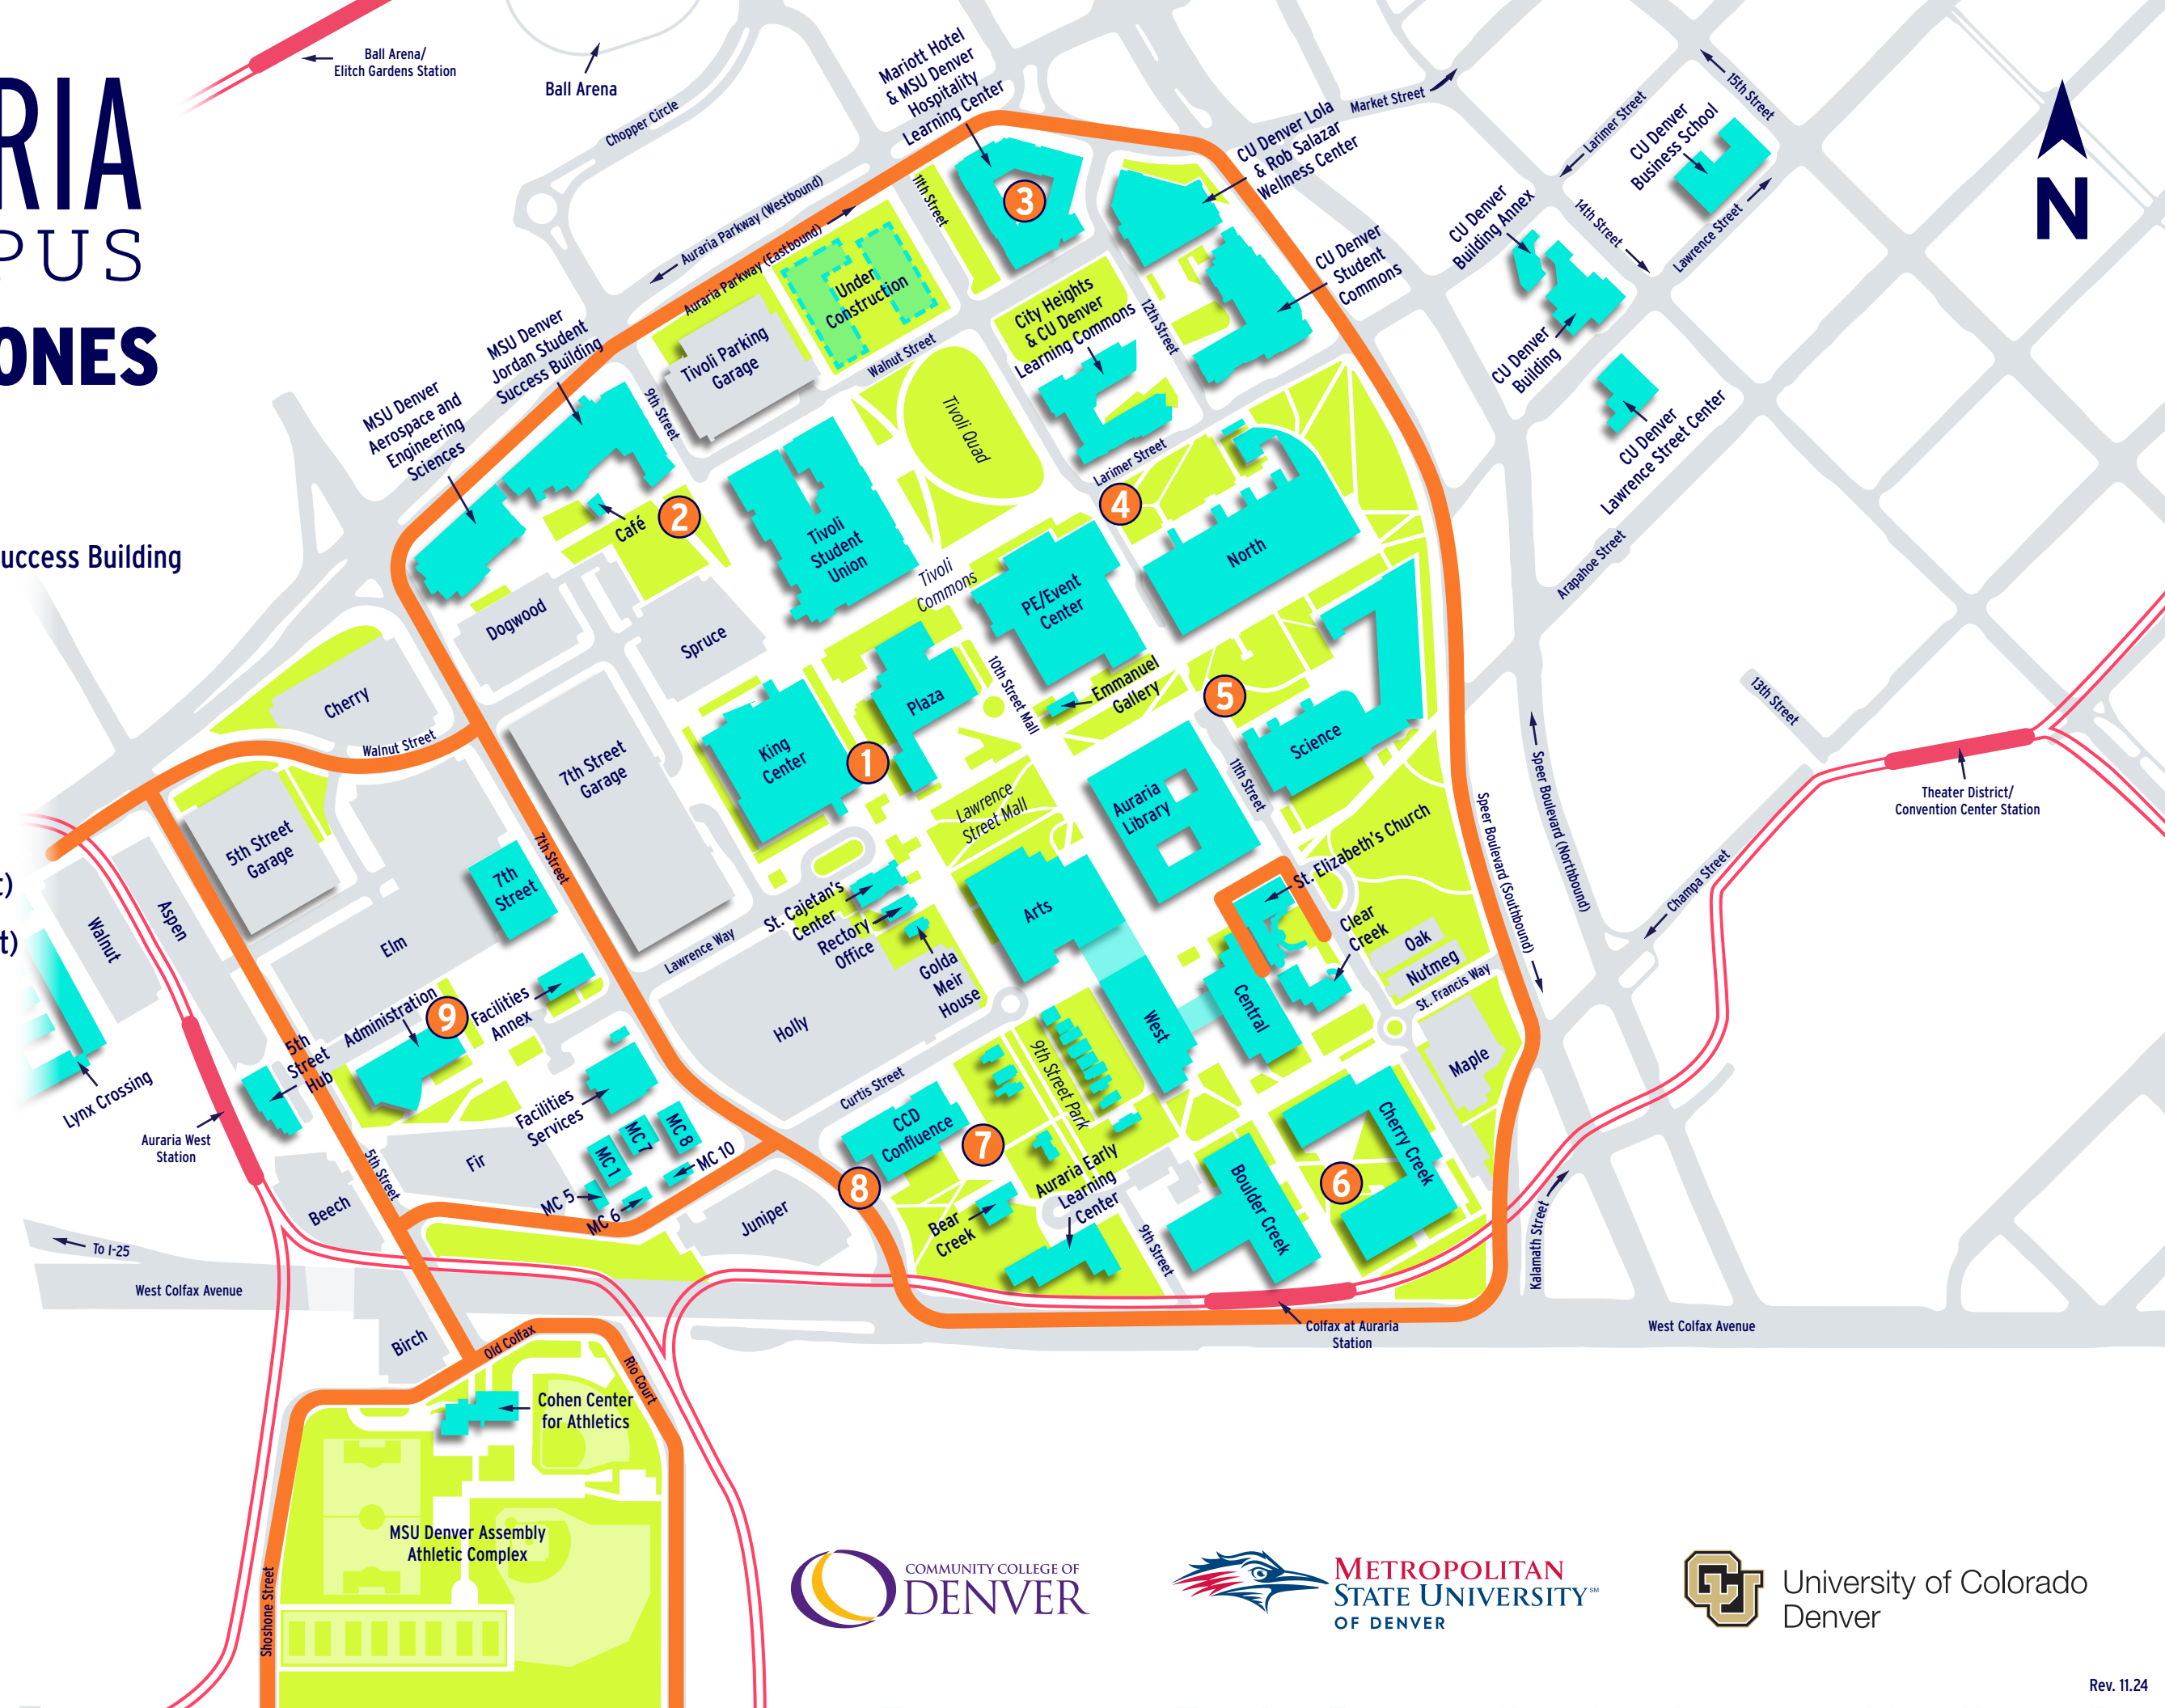 RIA
PUS
ONES
uccess Building
t)
t)
Ball Arena/
Elitch Gardens Station
Ball Arena
Chopper Circle
Mariott Hotel
& MSU Denver
Hospitality
Learning Center
Market Street
CU Denver Lola
& Rob Salazar
Wellness Center
Larimer Street
15th Street
CU Denver
Business School
N
11th Street
3
Auraria Parkway (Westbound)
Auraria Parkway (Eastbound)
CU Denver
Building Annex
14th Street
Lawrence Street
CU Denver
Student
Commons
Under
Construction
City Heights
& CU Denver
Learning Commons
12th Street
MSU Denver
Jordan Student
Success Building
Tivoli Parking
Garage
Walnut Street
CU Denver
Building
MSU Denver
Aerospace and
Engineering
Sciences
9th Street
Tivoli Quad
CU Denver
Lawrence Street Center
Larimer Street
4
Café
2
Tivoli
Student
Union
North
Arapahoe Street
Tivoli
Commons
PE/Event
Center
Dogwood
Spruce
Cherry
Walnut Street
Plaza
10th Street Mall
Emmanuel
Gallery
5
13th Street
King
Center
1
Science
7th Street
Garage
11th Street
Speer Boulevard (Northbound)
Speer Boulevard (Southbound)
Theater District/
Convention Center Station
Lawrence
Street Mall
Auraria
Library
5th Street
Garage
7th Street
7th
Street
St. Elizabeth's Church
Champa Street
St. Cajetan's
Center
Rectory
Office
Golda
Meir
House
Arts
Clear
Creek
Oak
Nutmeg
St. Francis Way
Walnut
Aspen
Elm
Lawrence Way
Administration
9
Facilities
Annex
Holly
West
Central
Maple
5th
Street
Hub
Lynx Crossing
Auraria West
Station
Facilities
Services
Curtis Street
9th Street Park
CCD
Confluence
7
Cherry Creek
MC 1
MC 7
MC 8
MC 10
MC 5
MC 6
Fir
5th Street
Beech
Juniper
8
Bear
Creek
Auraria Early
Learning
Center
9th Street
Boulder Creek
6
Kalamath Street
To I-25
West Colfax Avenue
Colfax at Auraria
Station
West Colfax Avenue
Birch
Old Colfax
Rio Court
Cohen Center
for Athletics
MSU Denver Assembly
Athletic Complex
Shoshone Street
COMMUNITY COLLEGE OF
DENVER
METROPOLITAN
STATE UNIVERSITY℠
OF DENVER
CU
University of Colorado
Denver
Rev. 11.24